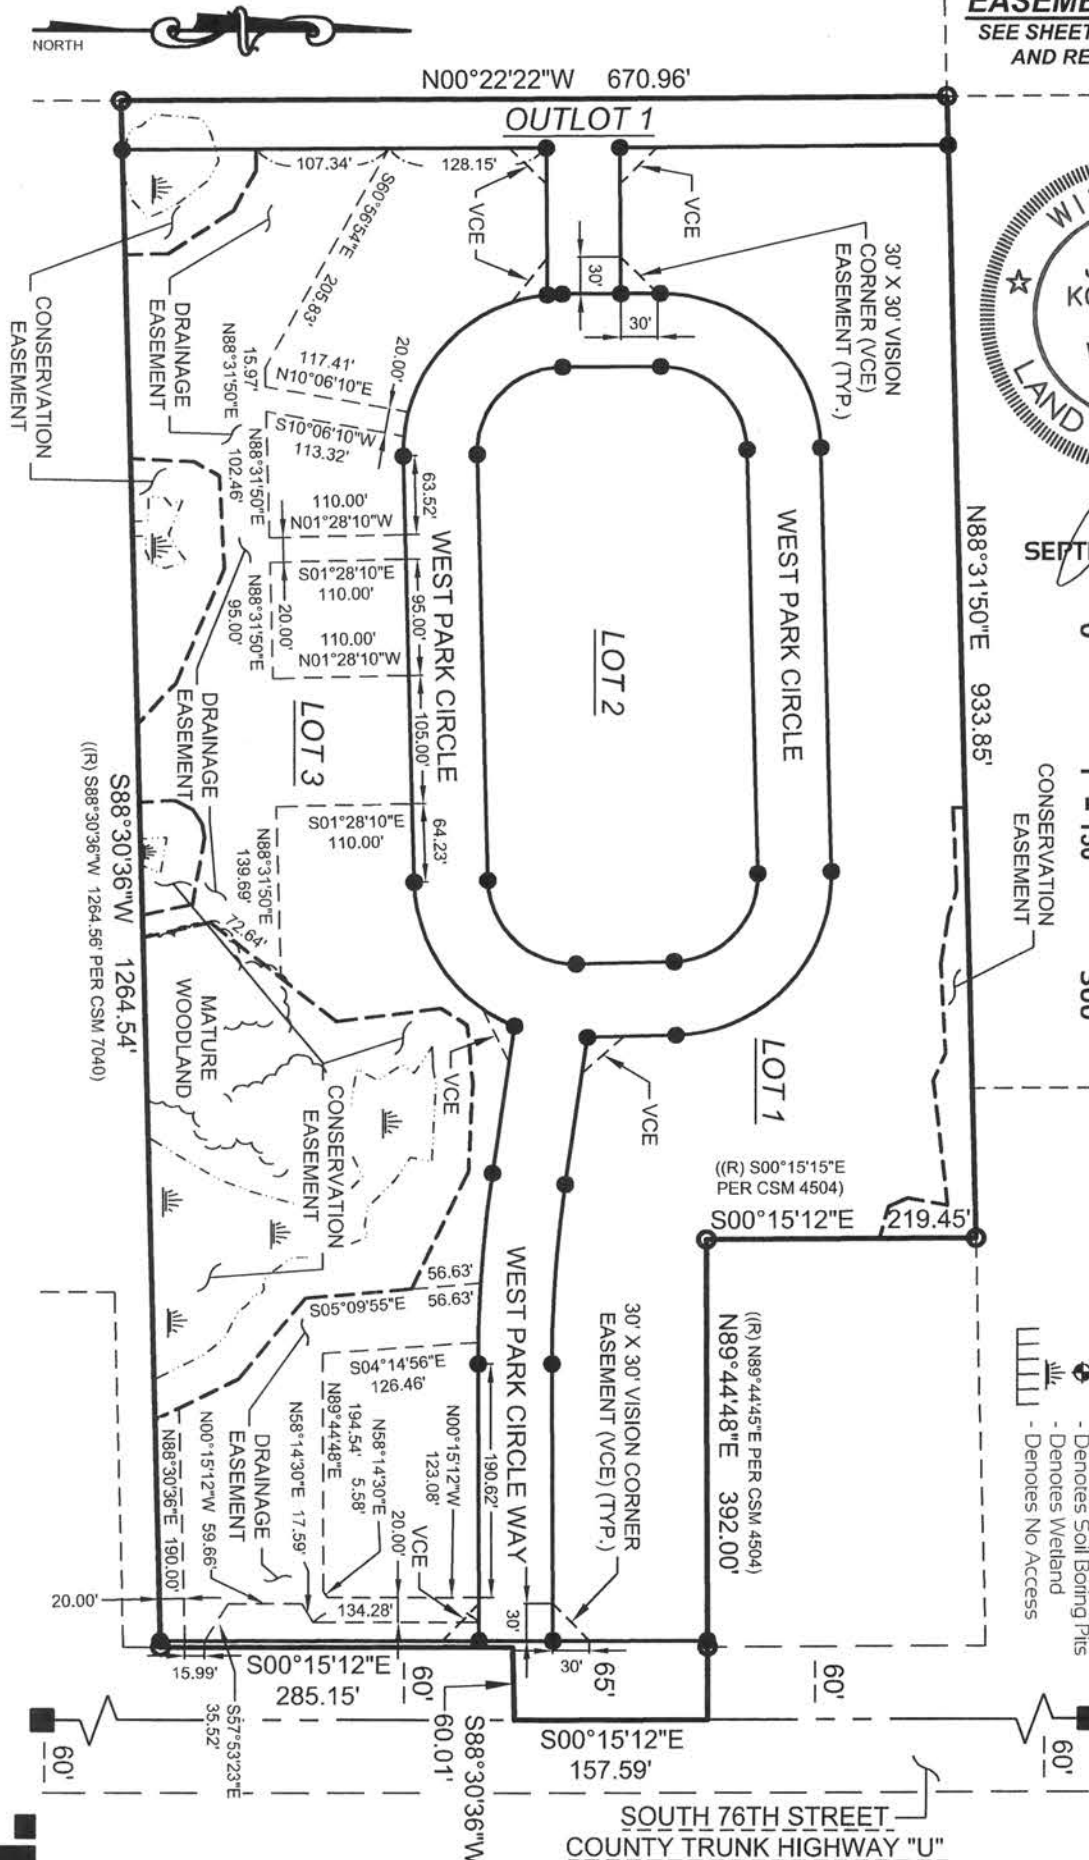 NORTH
EASEME
SEE SHEET
AND RE
N00°22'22"W 670.96'
OUTLOT 1
107.34'
128.15'
VCE
VCE
VCE
30' X 30' VISION
CORNER (VCE)
EASEMENT (TYP.)
30'
30'
WI
KO
LAND
S60°56'54"E 205.83'
CONSERVATION
EASEMENT
DRAINAGE
EASEMENT
15.97'
N88°31'50"E
117.41'
N10°06'10"E
20.00'
S10°06'10"W
113.32'
N88°31'50"E
102.46'
63.52'
110.00'
N01°28'10"W
S01°28'10"E
110.00'
20.00'
N88°31'50"E
95.00'
95.00'
110.00'
N01°28'10"W
WEST PARK CIRCLE
WEST PARK CIRCLE
LOT 2
N88°31'50"E 933.85'
SEPT
LOT 3
105.00'
DRAINAGE
EASEMENT
S01°28'10"E
110.00'
64.23'
N88°31'50"E
139.69'
72.64'
S88°30'36"W 1264.54'
((R) S88°30'36"W 1264.56' PER CSM 7040)
CONSERVATION
EASEMENT
MATURE
WOODLAND
VCE
VCE
LOT 1
CONSERVATION
EASEMENT
((R) S00°15'15"E
PER CSM 4504)
S00°15'12"E 219.45'
56.63'
S05°09'55"E 56.63'
WEST PARK CIRCLE WAY
30' X 30' VISION CORNER
EASEMENT (VCE) (TYP.)
((R) N89°44'45"E PER CSM 4504)
N89°44'48"E 392.00'
- Denotes Soil Boring Pits
- Denotes Wetland
- Denotes No Access
S04°14'56"E
126.46'
N89°44'48"E
194.54'
N58°14'30"E
5.58'
N00°15'12"W
123.08'
190.62'
20.00'
VCE
DRAINAGE
EASEMENT
N58°14'30"E 17.59'
N00°15'12"W 59.66'
N88°30'36"E 190.00'
20.00'
134.28'
30'
30'
15.99'
S00°15'12"E
285.15'
60'
65'
60'
S57°53'23"E
35.52'
S88°30'36"W
60.01'
S00°15'12"E
157.59'
60'
60'
SOUTH 76TH STREET
COUNTY TRUNK HIGHWAY "U"